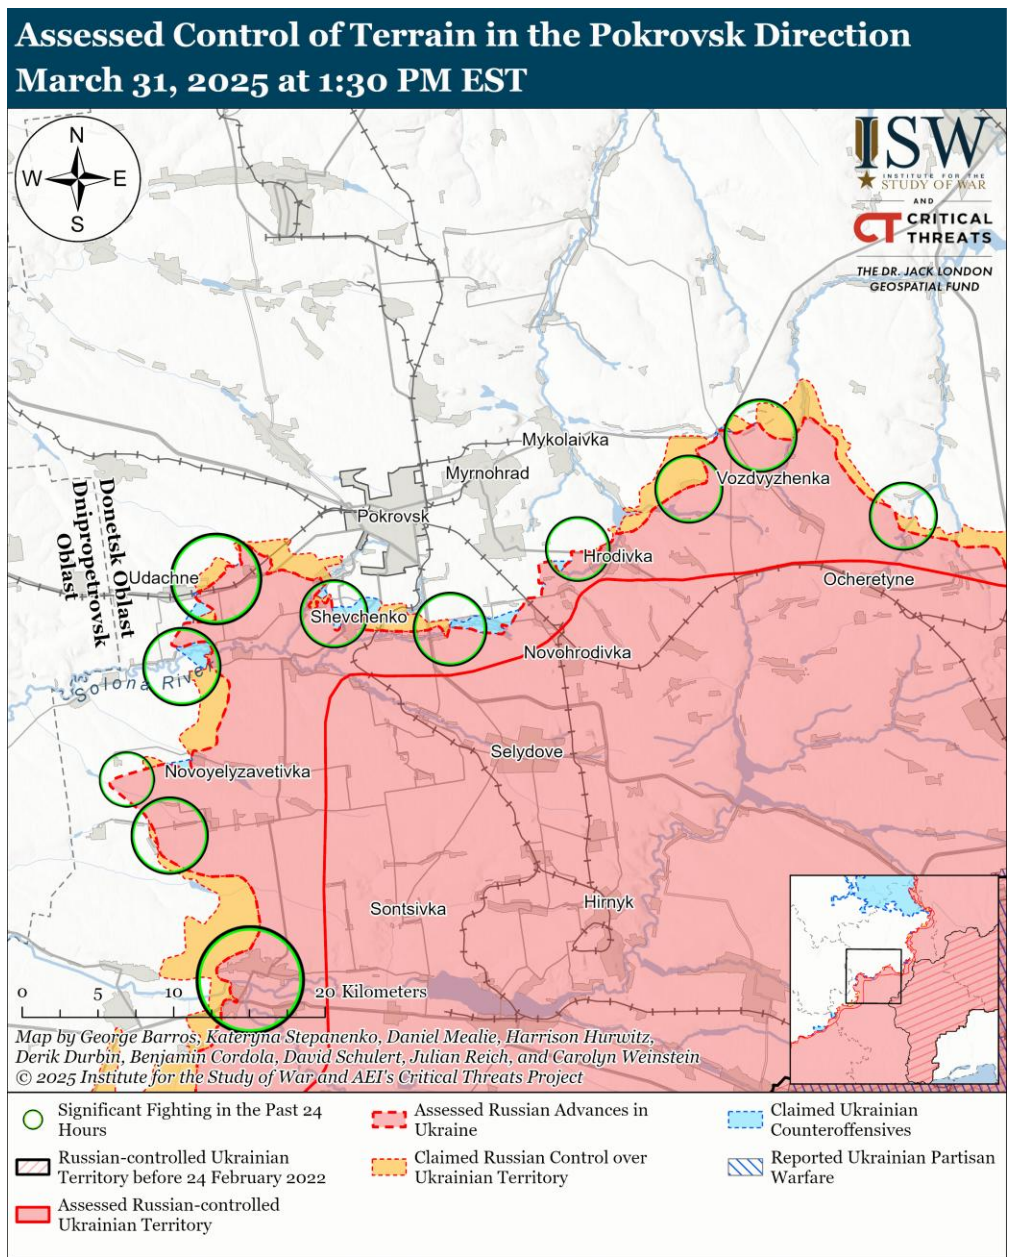 Assessed Control of Terrain in the Pokrovsk Direction
March 31, 2025 at 1:30 PM EST
N
W E
S
ISW
INSTITUTE FOR THE
STUDY OF WAR
AND
CT CRITICAL
THREATS
THE DR. JACK LONDON
GEOSPATIAL FUND
Mykolaivka
Myrnohrad
Vozdvyzhenka
Pokrovsk
Donetsk Oblast
Dnipropetrovsk
Oblast
Hrodivka
Udachne
Ocheretyne
Shevchenko
Novohrodivka
Solona River
Selydove
Novoyelyzavetivka
Sontsivka
Hirnyk
0 5 10 20 Kilometers
Map by George Barros, Kateryna Stepanenko, Daniel Mealie, Harrison Hurwitz,
Derik Durbin, Benjamin Cordola, David Schulert, Julian Reich, and Carolyn Weinstein
© 2025 Institute for the Study of War and AEI's Critical Threats Project
Significant Fighting in the Past 24
Hours
Russian-controlled Ukrainian
Territory before 24 February 2022
Assessed Russian-controlled
Ukrainian Territory
Assessed Russian Advances in
Ukraine
Claimed Russian Control over
Ukrainian Territory
Claimed Ukrainian
Counteroffensives
Reported Ukrainian Partisan
Warfare